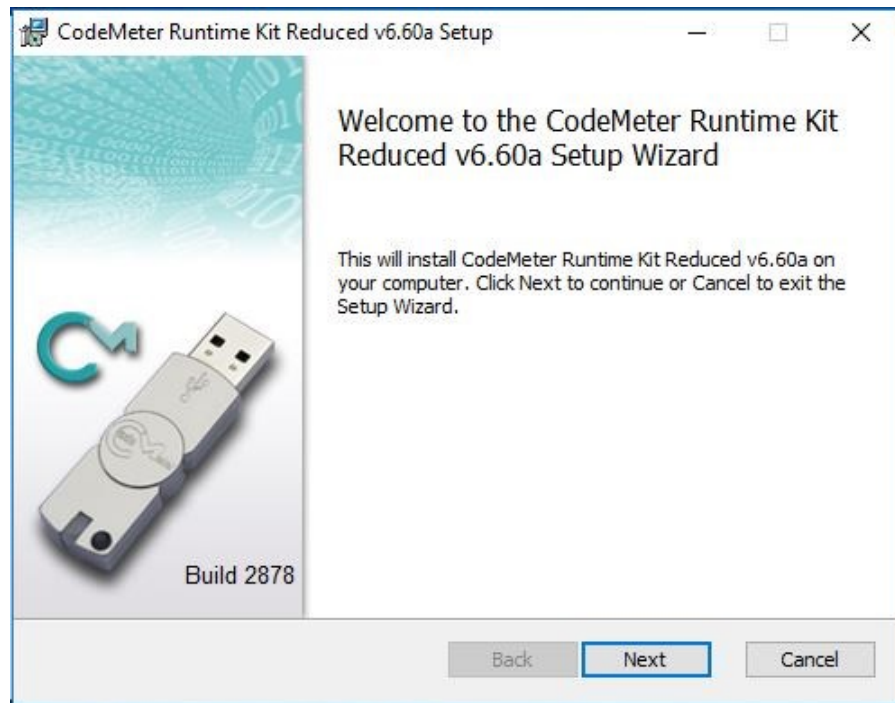 CodeMeter Runtime Kit Reduced v6.60a Setup
Welcome to the CodeMeter Runtime Kit
Reduced v6.60a Setup Wizard
This will install CodeMeter Runtime Kit Reduced v6.60a on
your computer. Click Next to continue or Cancel to exit the
Setup Wizard.
CM
Build 2878
Back
Next
Cancel